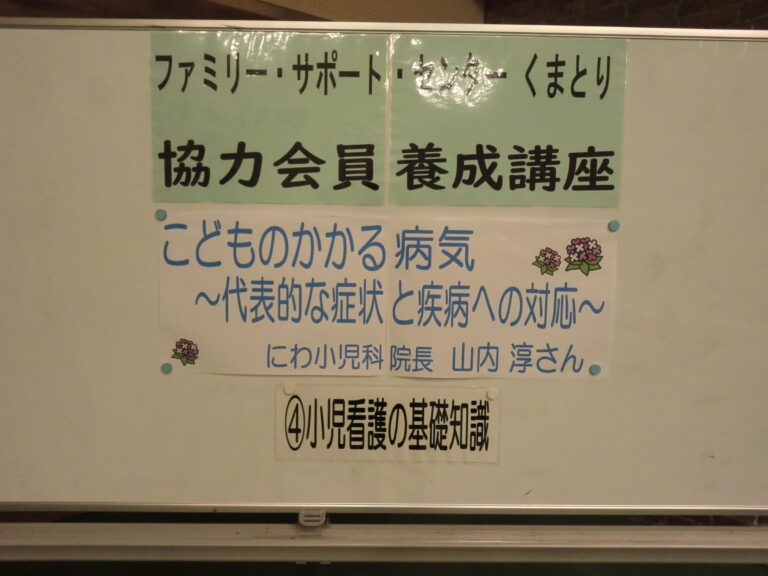 ファミリー・サポート・センター くまとり
協力会員 養成講座
こどものかかる病気
～代表的な症状と疾病への対応～
にわ小児科院長 山内 淳さん
④小児看護の基礎知識